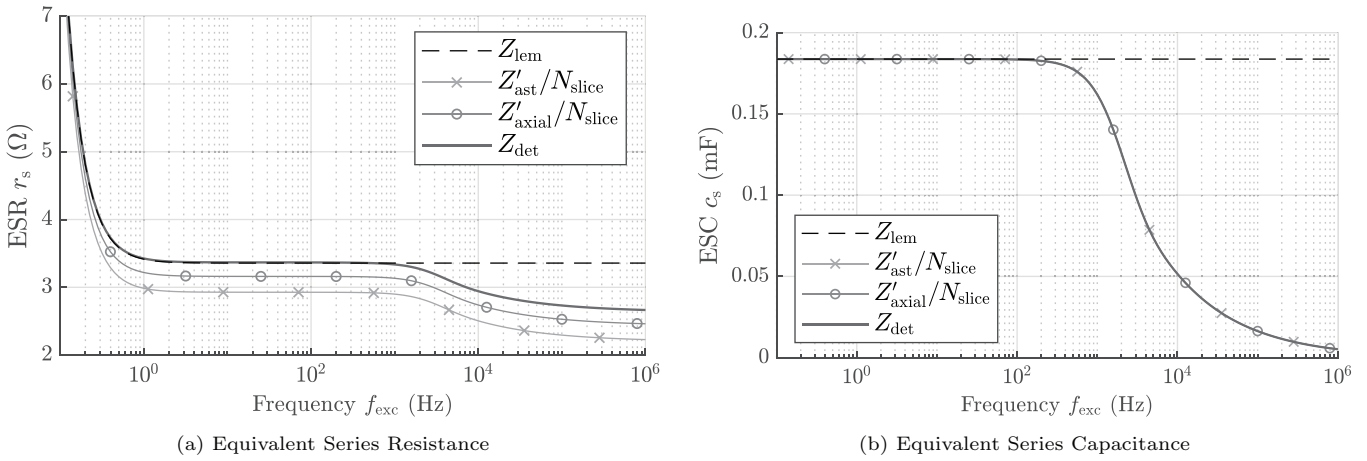 7
6
5
4
3
2
ESR r_s (Ω)
10^0
10^2
10^4
10^6
Frequency f_exc (Hz)
Z_lem
Z'_ast/N_slice
Z'_axial/N_slice
Z_det
(a) Equivalent Series Resistance
0.2
0.15
0.1
0.05
0
ESC c_s (mF)
10^0
10^2
10^4
10^6
Frequency f_exc (Hz)
Z_lem
Z'_ast/N_slice
Z'_axial/N_slice
Z_det
(b) Equivalent Series Capacitance